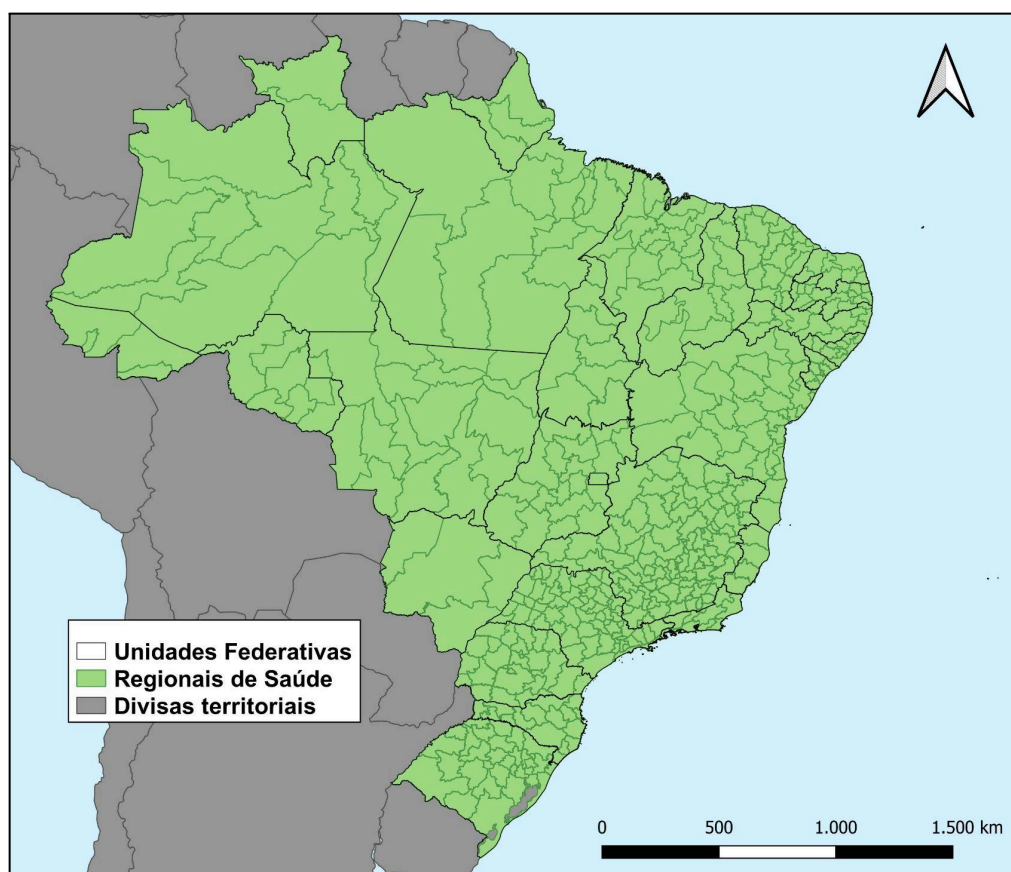 Unidades Federativas
Regionais de Saúde
Divisas territoriais
0 500 1.000 1.500 km